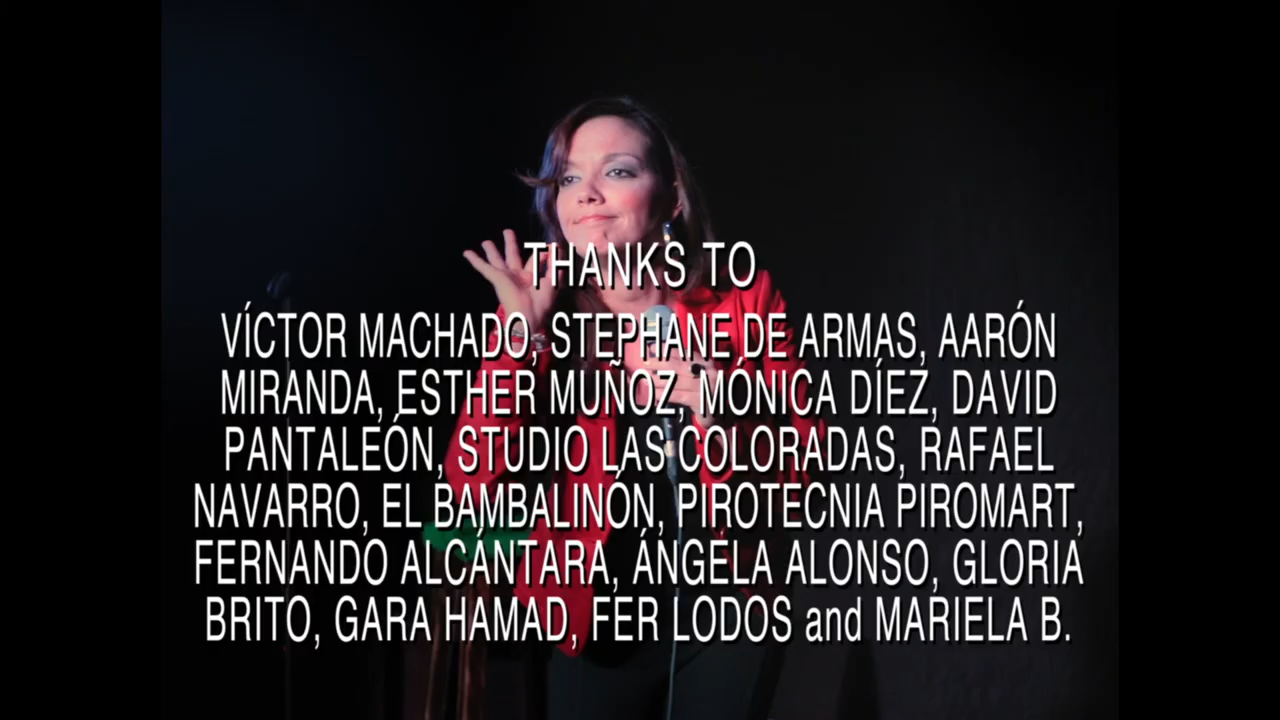 THANKS TO
VÍCTOR MACHADO, STEPHANE DE ARMAS, AARÓN
MIRANDA, ESTHER MUÑOZ, MÓNICA DÍEZ, DAVID
PANTALEÓN, STUDIO LAS COLORADAS, RAFAEL
NAVARRO, EL BAMBALINÓN, PIROTECNIA PIROMART,
FERNANDO ALCÁNTARA, ÁNGELA ALONSO, GLORIA
BRITO, GARA HAMAD, FER LODOS and MARIELA B.